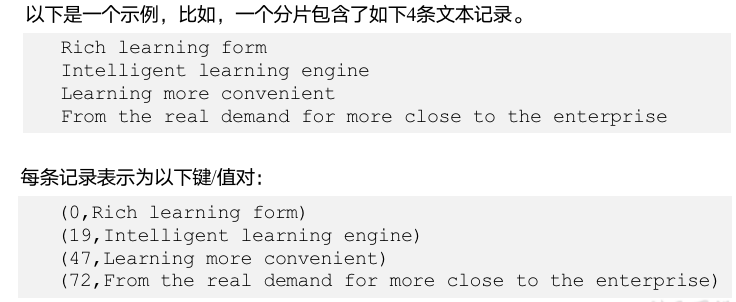 以下是一个示例，比如，一个分片包含了如下4条文本记录。
Rich learning form
Intelligent learning engine
Learning more convenient
From the real demand for more close to the enterprise
每条记录表示为以下键/值对：
(0,Rich learning form)
(19,Intelligent learning engine)
(47,Learning more convenient)
(72,From the real demand for more close to the enterprise)